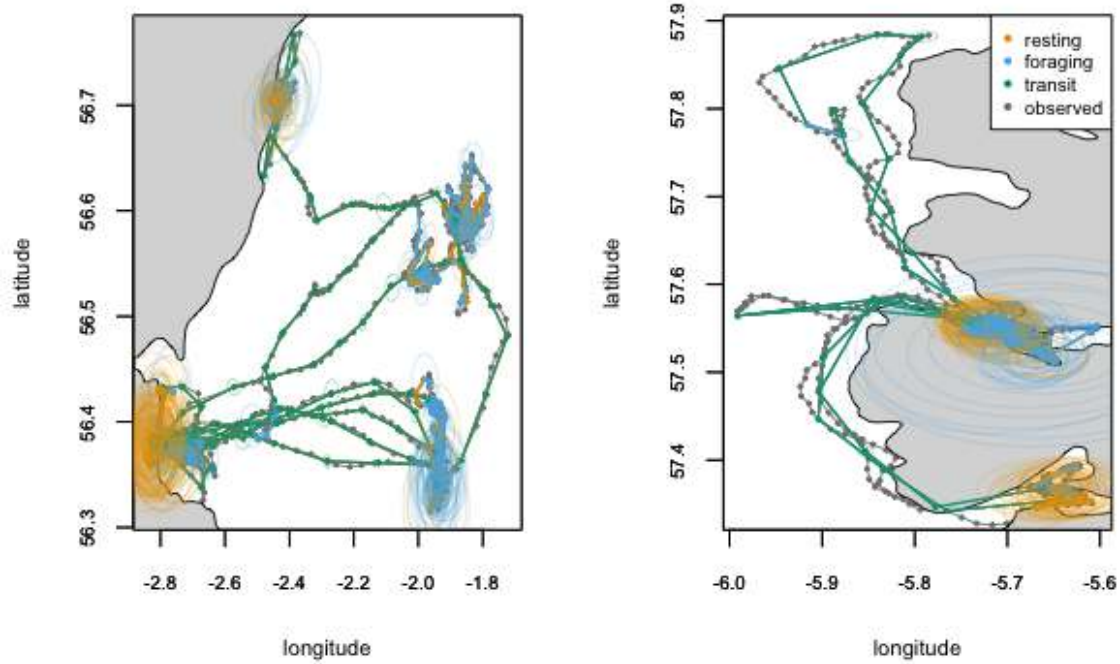 latitude
56.7
56.6
56.5
56.4
56.3
-2.8 -2.6 -2.4 -2.2 -2.0 -1.8
longitude
latitude
57.9
57.8
57.7
57.6
57.5
57.4
-6.0 -5.9 -5.8 -5.7 -5.6
longitude
resting
foraging
transit
observed